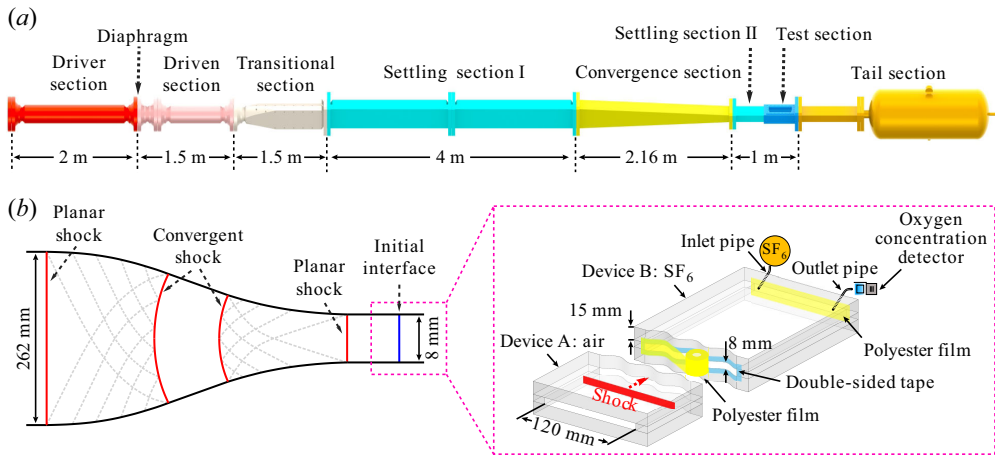 (a)
Diaphragm
Driver
section
Driven
section
Transitional
section
Settling section I
Convergence section
Settling section II
Test section
Tail section
2 m
1.5 m
1.5 m
4 m
2.16 m
1 m
(b)
Planar
shock
Convergent
shock
Planar
shock
Initial
interface
262 mm
8 mm
Inlet pipe
SF6
Oxygen
concentration
detector
Outlet pipe
Device B: SF6
15 mm
Device A: air
8 mm
Polyester film
Double-sided tape
Polyester film
Shock
120 mm